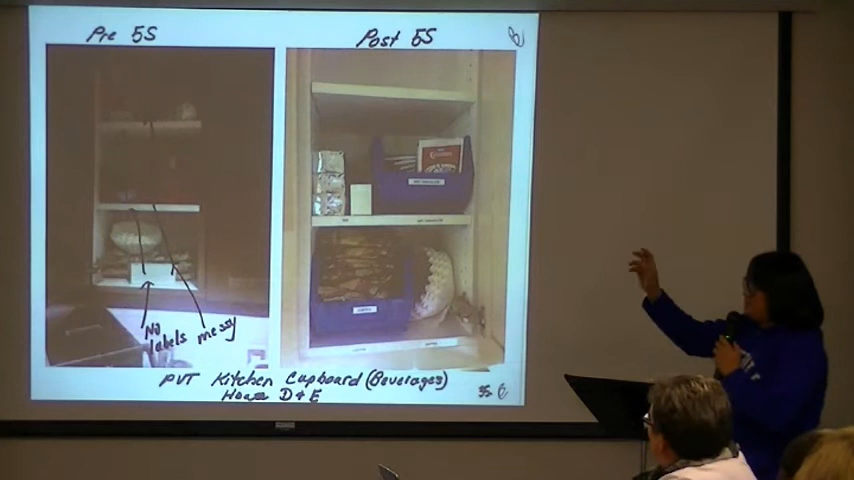 Pre 5S
Post 5S
No
labels
messy
PVT Kitchen Cupboard (Beverages)
House D + E